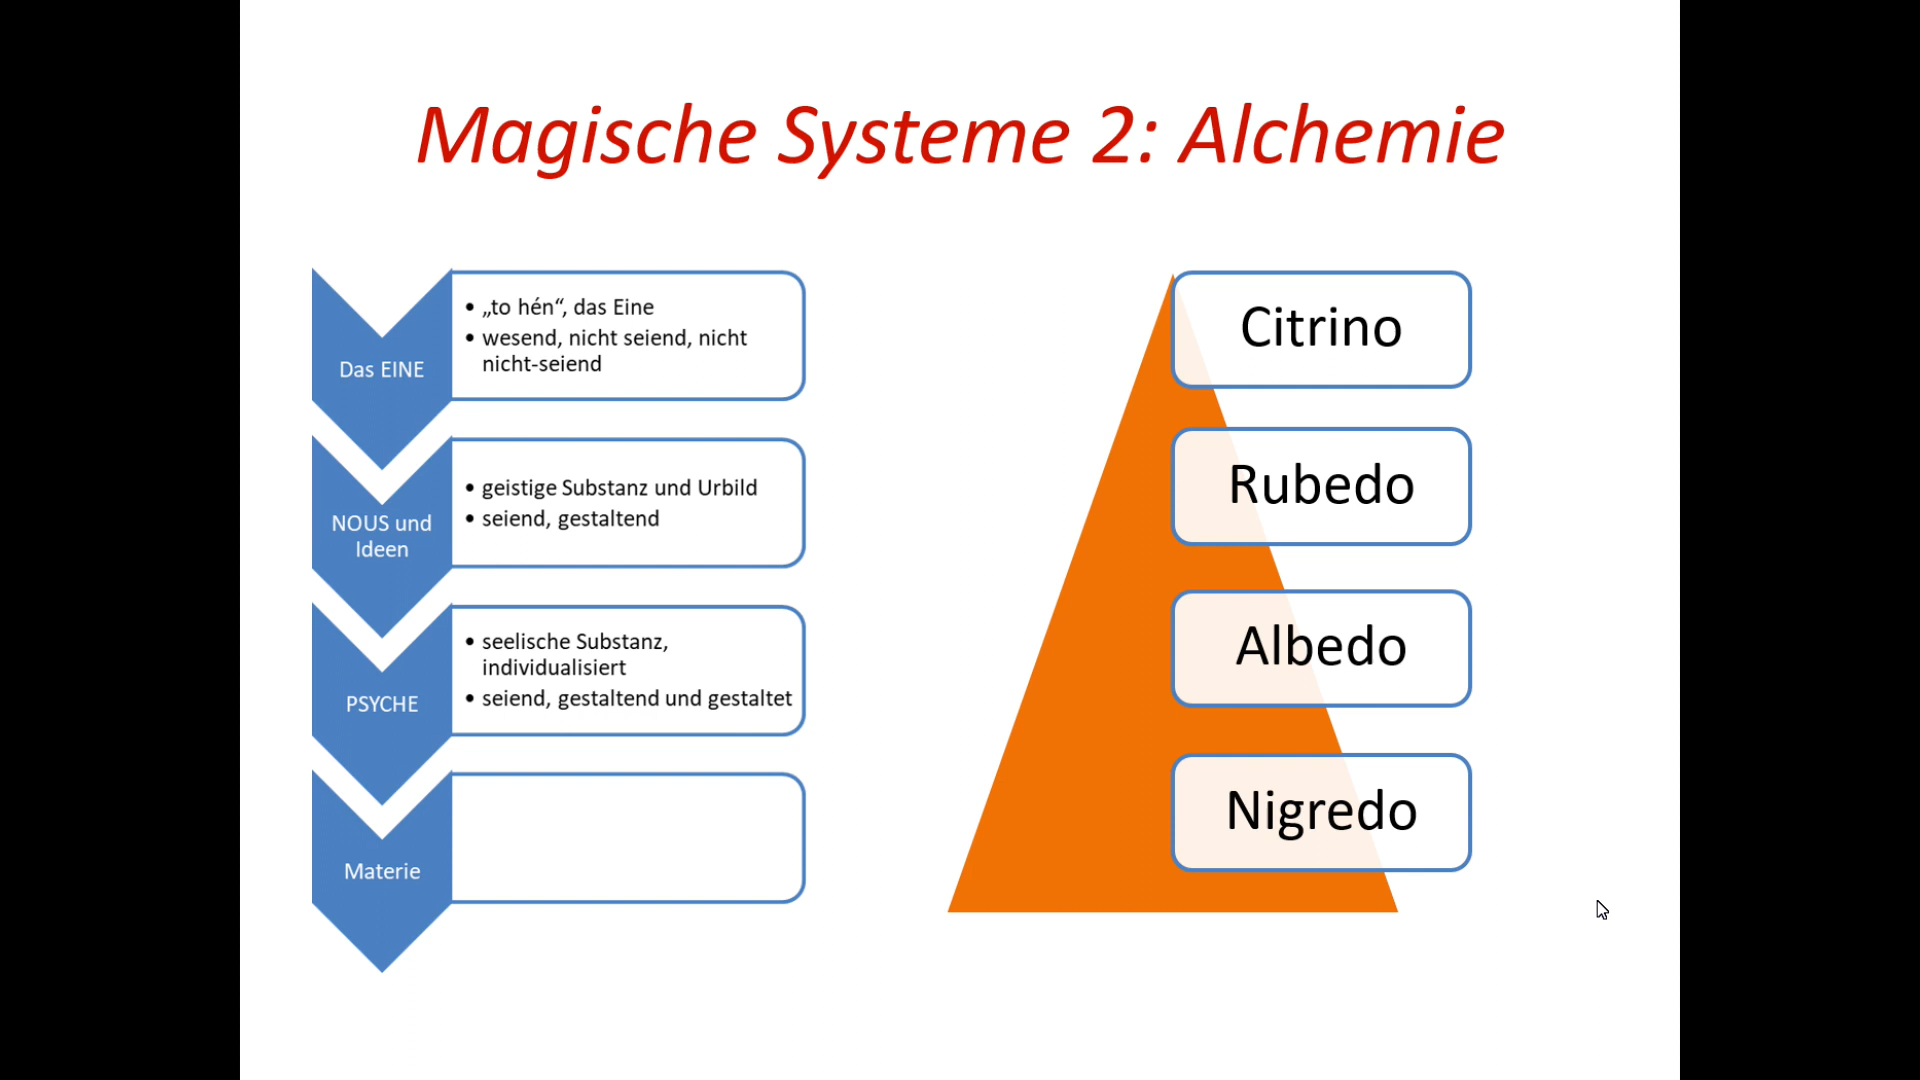 Magische Systeme 2: Alchemie
Das EINE
• „to hén“, das Eine
• wesend, nicht seiend, nicht
nicht-seiend
NOUS und
Ideen
• geistige Substanz und Urbild
• seiend, gestaltend
PSYCHE
• seelische Substanz,
individualisiert
• seiend, gestaltend und gestaltet
Materie
Citrino
Rubedo
Albedo
Nigredo